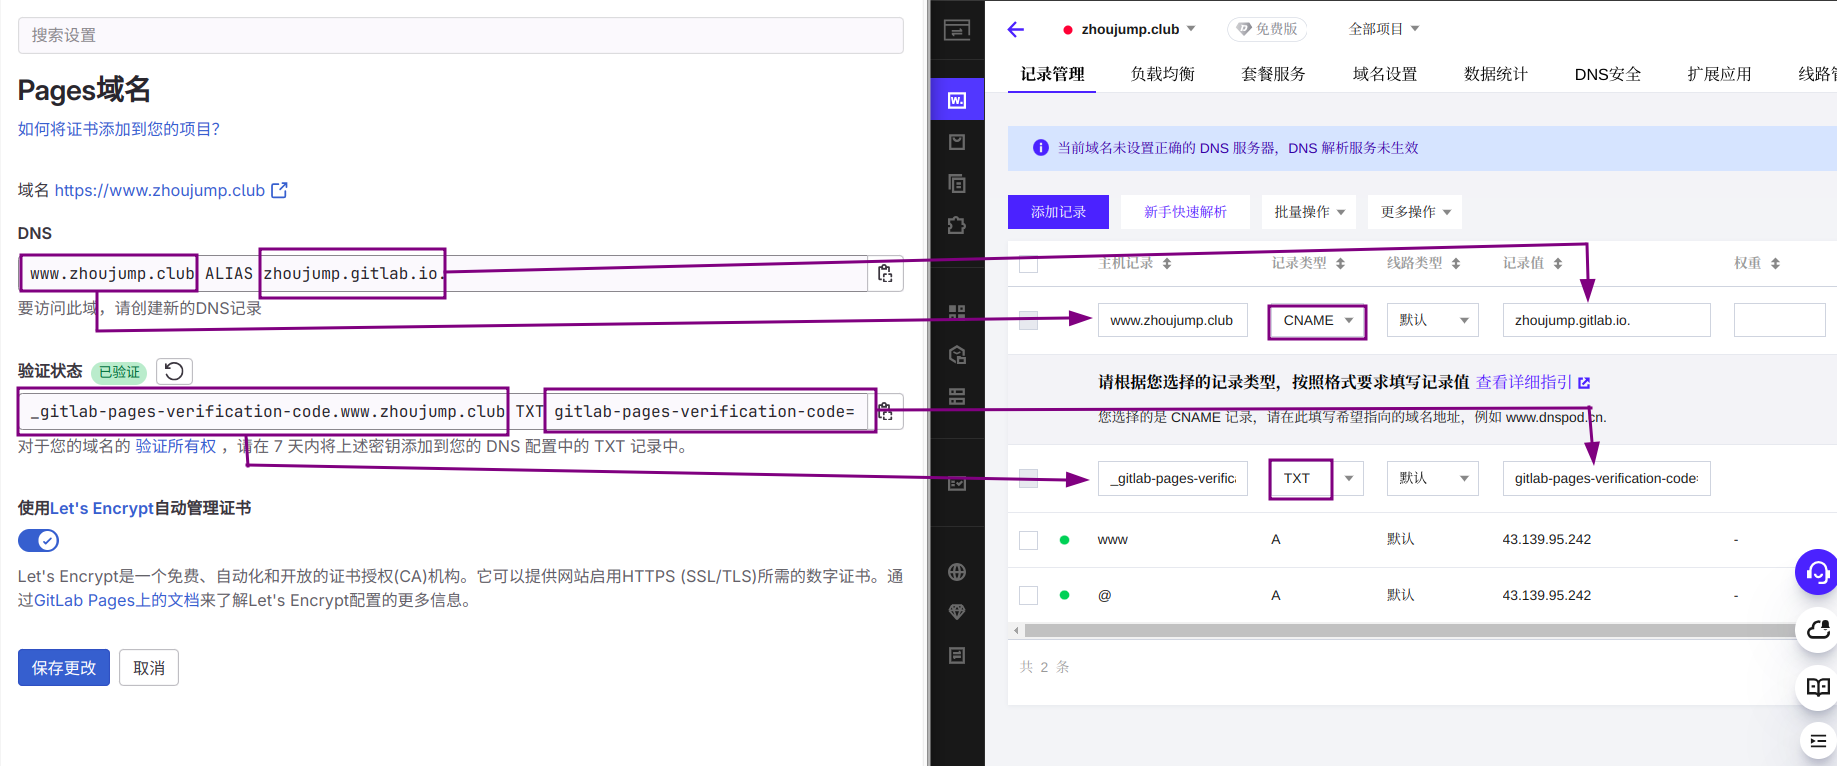 搜索设置
Pages域名
如何将证书添加到您的项目？
域名 https://www.zhoujump.club
DNS
www.zhoujump.club ALIAS zhoujump.gitlab.io.
要访问此域，请创建新的DNS记录
验证状态 已验证
_gitlab-pages-verification-code.www.zhoujump.club TXT gitlab-pages-verification-code=
对于您的域名的 验证所有权 ，请在 7 天内将上述密钥添加到您的 DNS 配置中的 TXT 记录中。
使用Let's Encrypt自动管理证书
Let's Encrypt是一个免费、自动化和开放的证书授权(CA)机构。它可以提供网站启用HTTPS (SSL/TLS)所需的数字证书。通
过GitLab Pages上的文档来了解Let's Encrypt配置的更多信息。
保存更改 取消
w.
zhoujump.club 免费版 全部项目
记录管理 负载均衡 套餐服务 域名设置 数据统计 DNS安全 扩展应用 线路管
当前域名未设置正确的 DNS 服务器，DNS 解析服务未生效
添加记录 新手快速解析 批量操作 更多操作
主机记录 记录类型 线路类型 记录值 权重
www.zhoujump.club CNAME 默认 zhoujump.gitlab.io.
请根据您选择的记录类型，按照格式要求填写记录值 查看详细指引
您选择的是 CNAME 记录，请在此填写希望指向的域名地址，例如 www.dnspod.cn.
_gitlab-pages-verific TXT 默认 gitlab-pages-verification-code=
www A 默认 43.139.95.242 -
@ A 默认 43.139.95.242 -
共 2 条